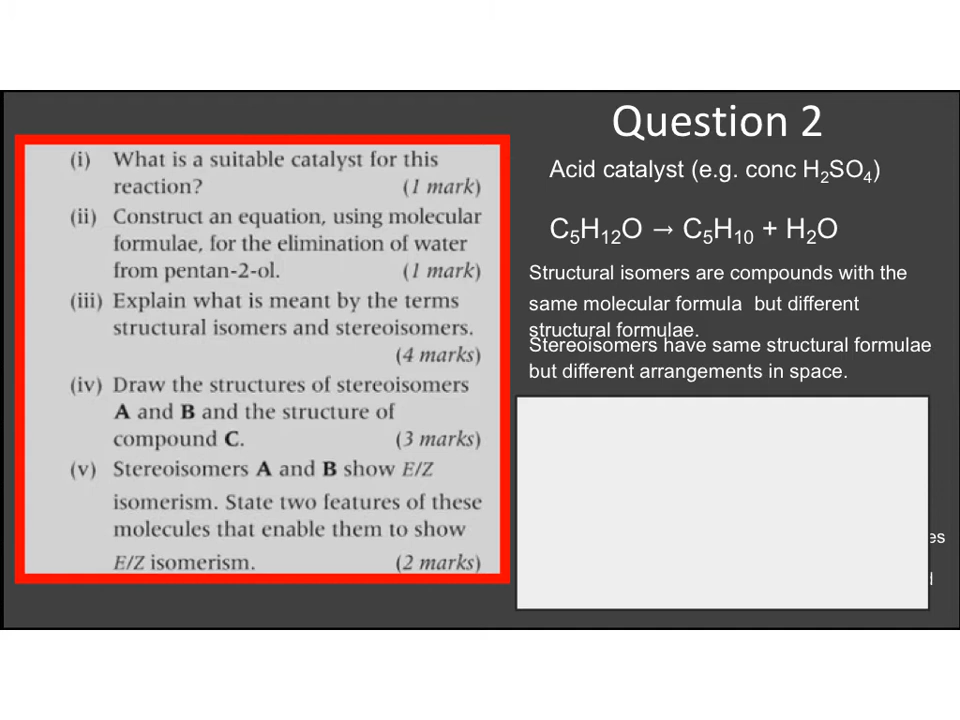 Question 2
(i) What is a suitable catalyst for this
reaction? (1 mark)
(ii) Construct an equation, using molecular
formulae, for the elimination of water
from pentan-2-ol. (1 mark)
(iii) Explain what is meant by the terms
structural isomers and stereoisomers.
(4 marks)
(iv) Draw the structures of stereoisomers
A and B and the structure of
compound C. (3 marks)
(v) Stereoisomers A and B show E/Z
isomerism. State two features of these
molecules that enable them to show
E/Z isomerism. (2 marks)
Acid catalyst (e.g. conc H₂SO₄)
C₅H₁₂O → C₅H₁₀ + H₂O
Structural isomers are compounds with the
same molecular formula but different
structural formulae.
Stereoisomers have same structural formulae
but different arrangements in space.